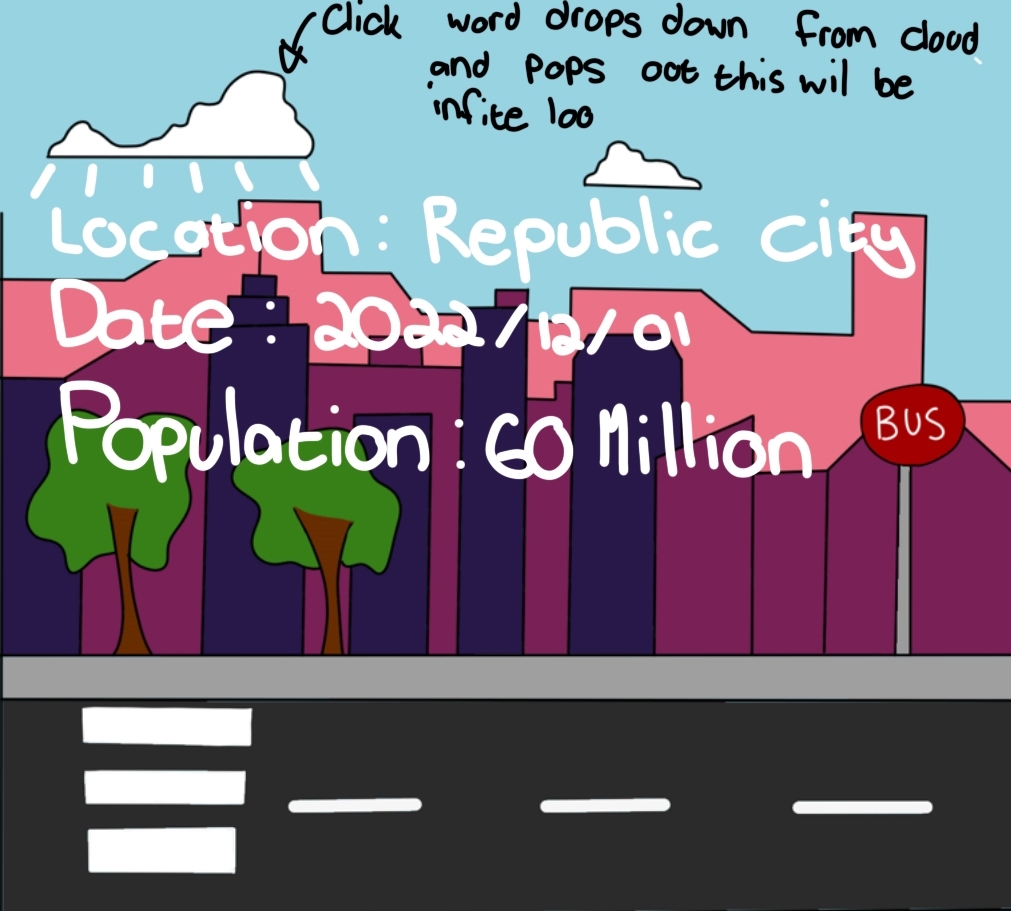 Click word drops down from cloud
and pops oot this wil be
infite loo
Location: Republic City
Date: 2022/12/01
Population: 60 Million
BUS